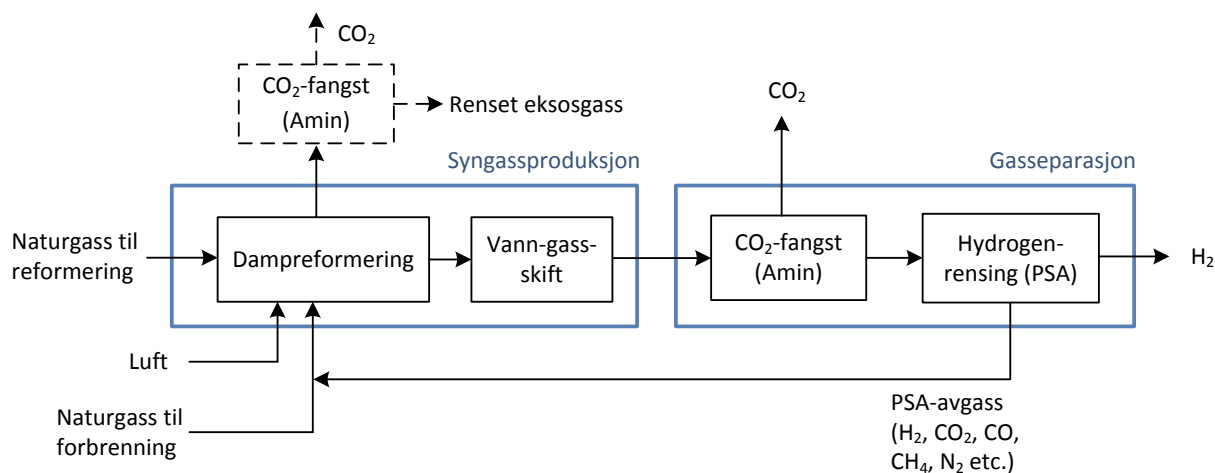 CO₂
CO₂-fangst
(Amin)
Renset eksosgass
CO₂
Syngassproduksjon
Gasseparasjon
Naturgass til
reformering
Dampreformering
Vann-gass-
skift
CO₂-fangst
(Amin)
Hydrogen-
rensing (PSA)
H₂
Luft
Naturgass til
forbrenning
PSA-avgass
(H₂, CO₂, CO,
CH₄, N₂ etc.)